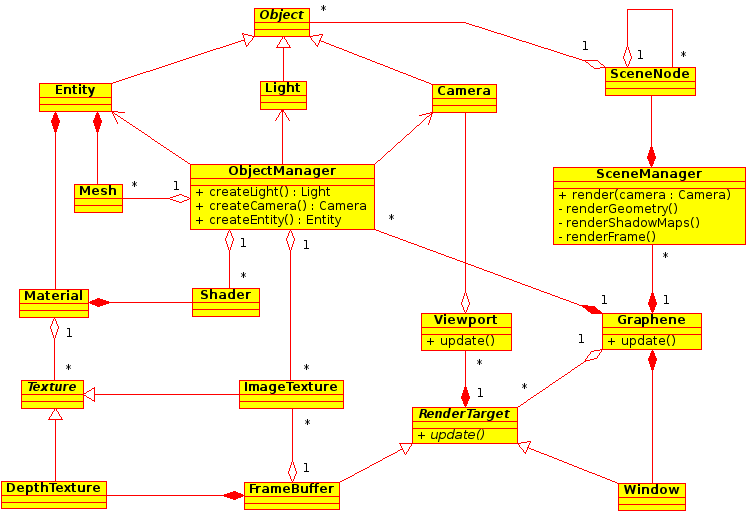 Object
*
1
1
*
SceneNode
Entity
Light
Camera
ObjectManager
+ createLight() : Light
+ createCamera() : Camera
+ createEntity() : Entity
SceneManager
+ render(camera : Camera)
- renderGeometry()
- renderShadowMaps()
- renderFrame()
Mesh
*
1
*
1
1
*
*
1
Material
Shader
1
*
Viewport
+ update()
1
Graphene
+ update()
*
1
*
Texture
ImageTexture
*
RenderTarget
+ update()
1
DepthTexture
FrameBuffer
Window